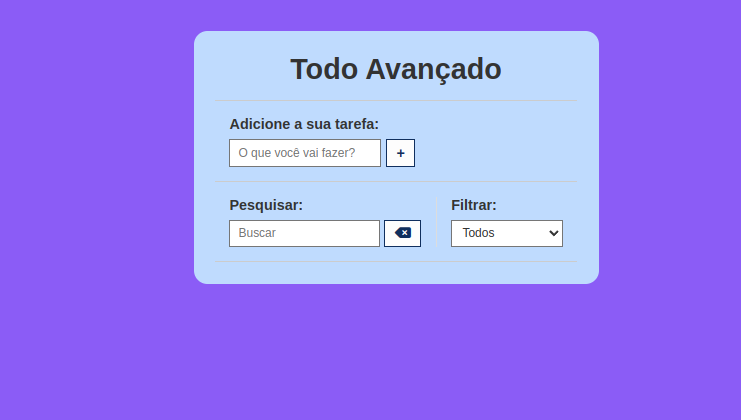 Todo Avançado
Adicione a sua tarefa:
O que você vai fazer?
+
Pesquisar:
Filtrar:
Buscar
Todos